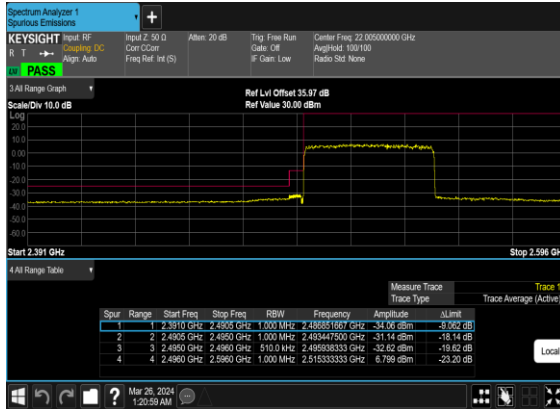 Spectrum Analyzer 1
Spurious Emissions
+
KEYSIGHT Input: RF Input Z: 50 Ω Atten: 20 dB Trig: Free Run Center Freq: 22.005000000 GHz
R T Coupling: DC Corr CCorr Gate: Off Avg|Hold: 100/100
Align: Auto Freq Ref: Int (S) IF Gain: Low Radio Std: None
PASS
3 All Range Graph
Ref Lvl Offset 35.97 dB
Scale/Div 10.0 dB Ref Value 30.00 dBm
Log
20.0
10.0
0.00
-10.0
-20.0
-30.0
-40.0
-50.0
-60.0
Start 2.391 GHz Stop 2.596 GH
4 All Range Table
Measure Trace Trace 1
Trace Type Trace Average (Active)
Spur Range Start Freq Stop Freq RBW Frequency Amplitude ΔLimit
1 1 2.3910 GHz 2.4905 GHz 1.000 MHz 2.486851667 GHz -34.06 dBm -9.062 dB
2 2 2.4905 GHz 2.4950 GHz 1.000 MHz 2.493447500 GHz -31.14 dBm -18.14 dB
3 3 2.4950 GHz 2.4960 GHz 510.0 kHz 2.495938333 GHz -32.62 dBm -19.62 dB
4 4 2.4960 GHz 2.5960 GHz 1.000 MHz 2.515333333 GHz 6.799 dBm -23.20 dB
Local
? Mar 26, 2024
1:20:59 AM